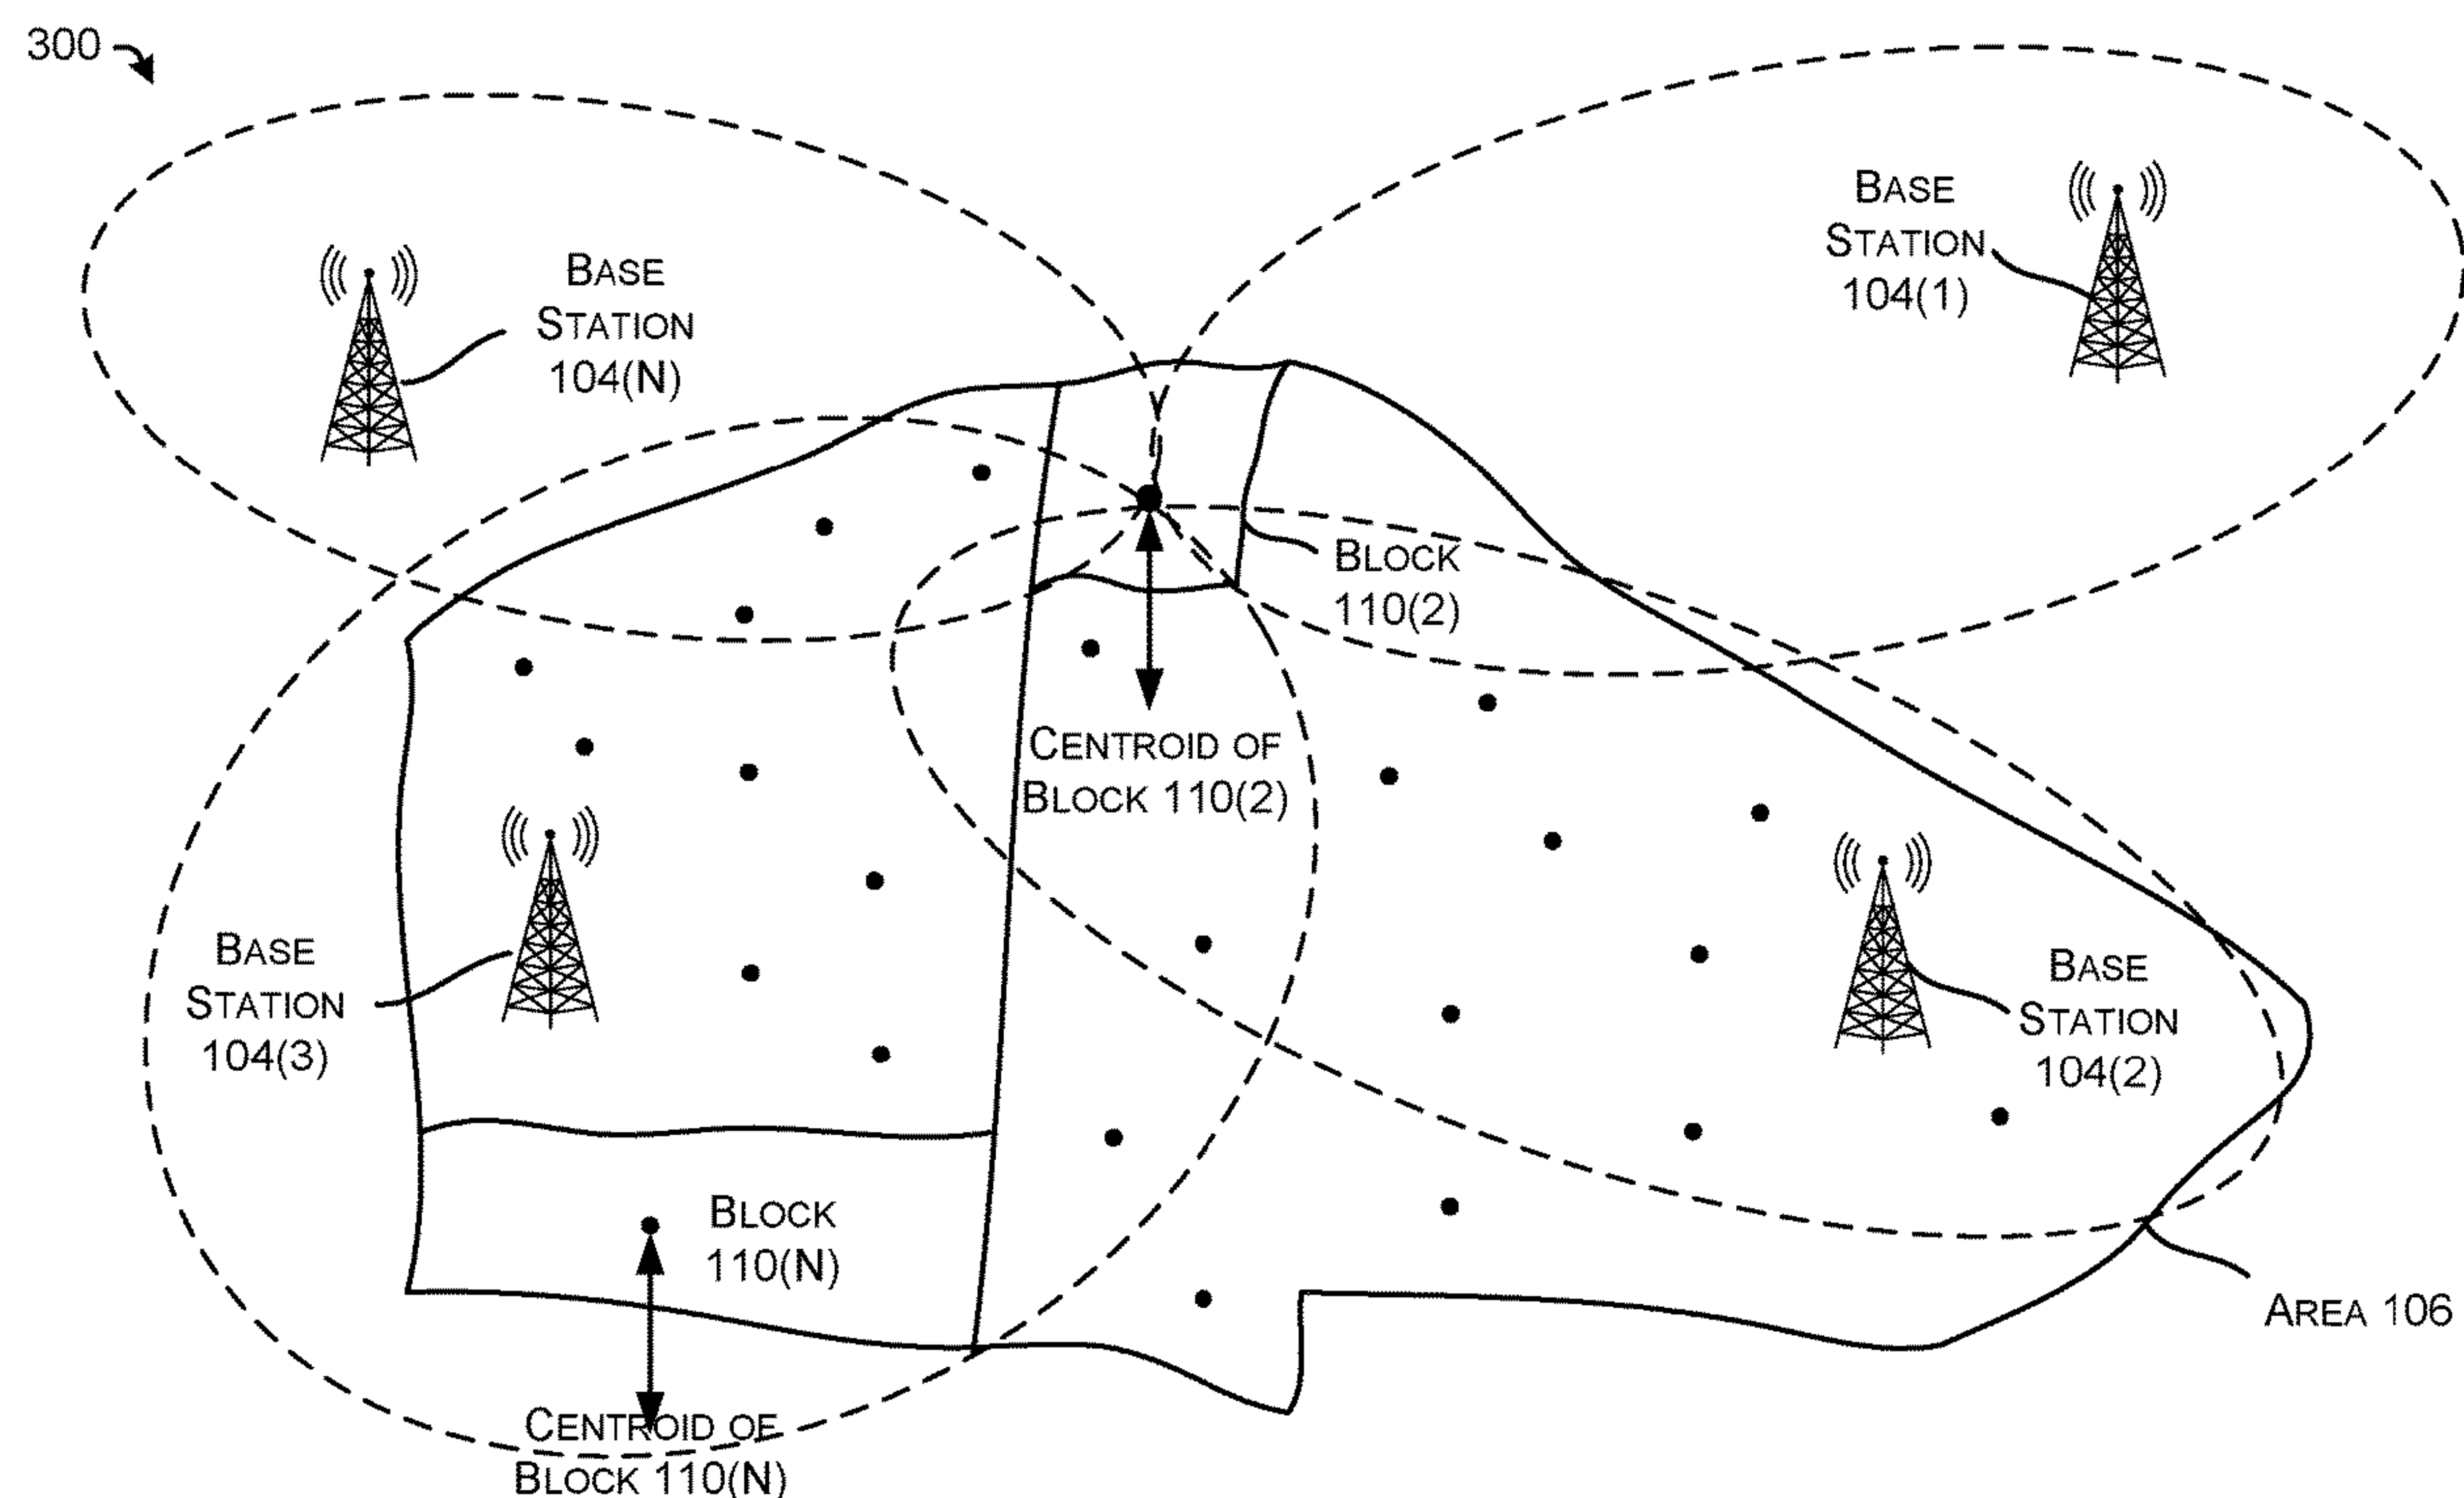 300
BASE
STATION
104(1)
BASE
STATION
104(N)
BLOCK
110(2)
CENTROID OF
BLOCK 110(2)
BASE
STATION
104(3)
BASE
STATION
104(2)
BLOCK
110(N)
AREA 106
CENTROID OF
BLOCK 110(N)